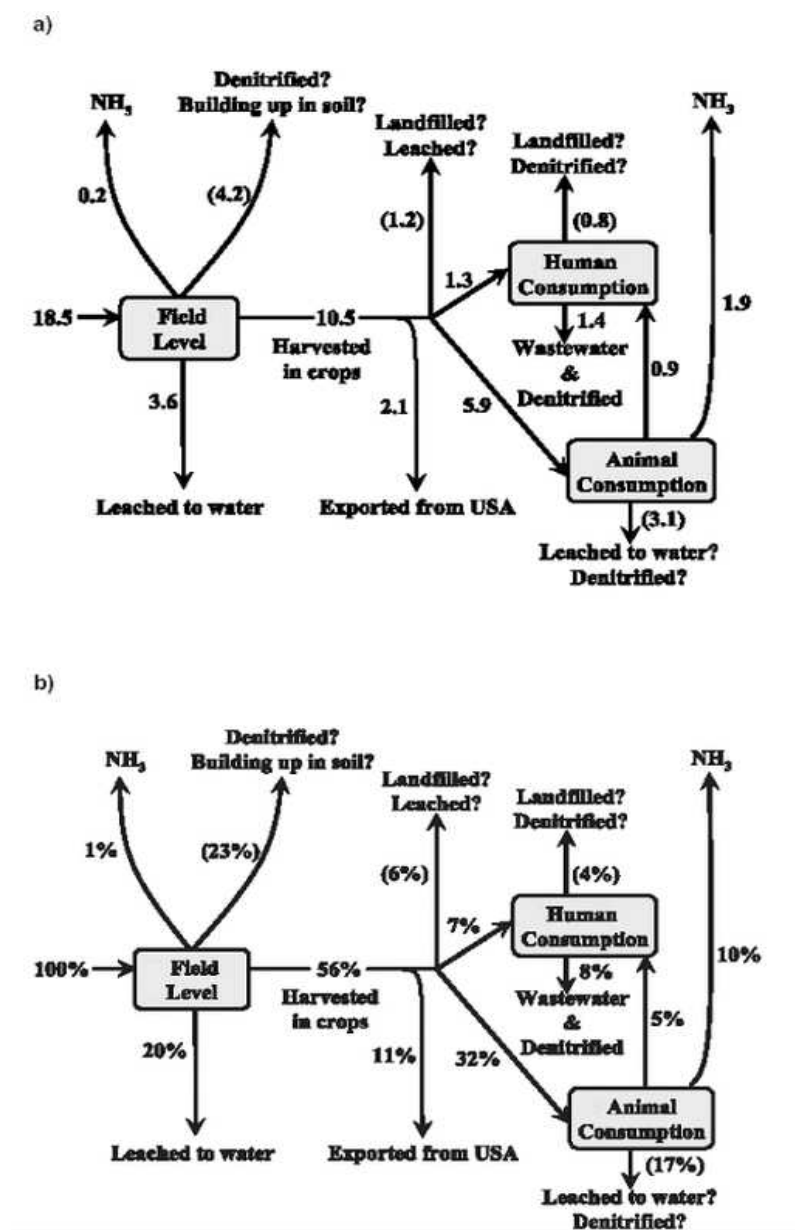 a)
Denitrified?
NH₃
Building up in soil?
NH₃
Landfilled?
Leached?
Landfilled?
Denitrified?
0.2
(4.2)
(1.2)
(0.8)
Human
Consumption
1.3
1.9
18.5
Field
Level
10.5
Harvested
in crops
1.4
Wastewater
&
Denitrified
0.9
3.6
2.1
5.9
Animal
Consumption
Leached to water
Exported from USA
(3.1)
Leached to water?
Denitrified?
b)
Denitrified?
NH₃
Building up in soil?
NH₃
Landfilled?
Leached?
Landfilled?
Denitrified?
1%
(23%)
(6%)
(4%)
Human
Consumption
7%
10%
100%
Field
Level
56%
Harvested
in crops
8%
Wastewater
&
Denitrified
5%
20%
11%
32%
Animal
Consumption
Leached to water
Exported from USA
(17%)
Leached to water?
Denitrified?